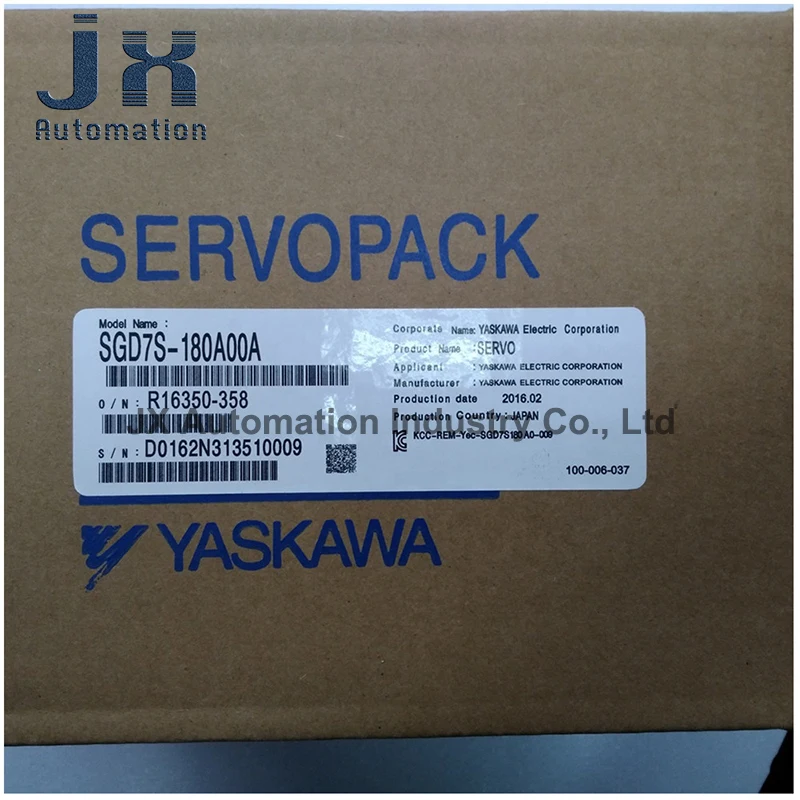 JX
Automation
SERVOPACK
Model Name :
SGD7S-180A00A
O/N: R16350-358
S/N: D0162N313510009
Corporate Name: YASKAWA Electric Corporation
Product Name : SERVO
Applicant : YASKAWA ELECTRIC CORPORATION
Manufacturer : YASKAWA ELECTRIC CORPORATION
Production date 2016.02
Production Country : JAPAN
KCC-REM-Yec-SGD7S180A0-009
100-006-037
JX Automation Industry Co., Ltd
YASKAWA